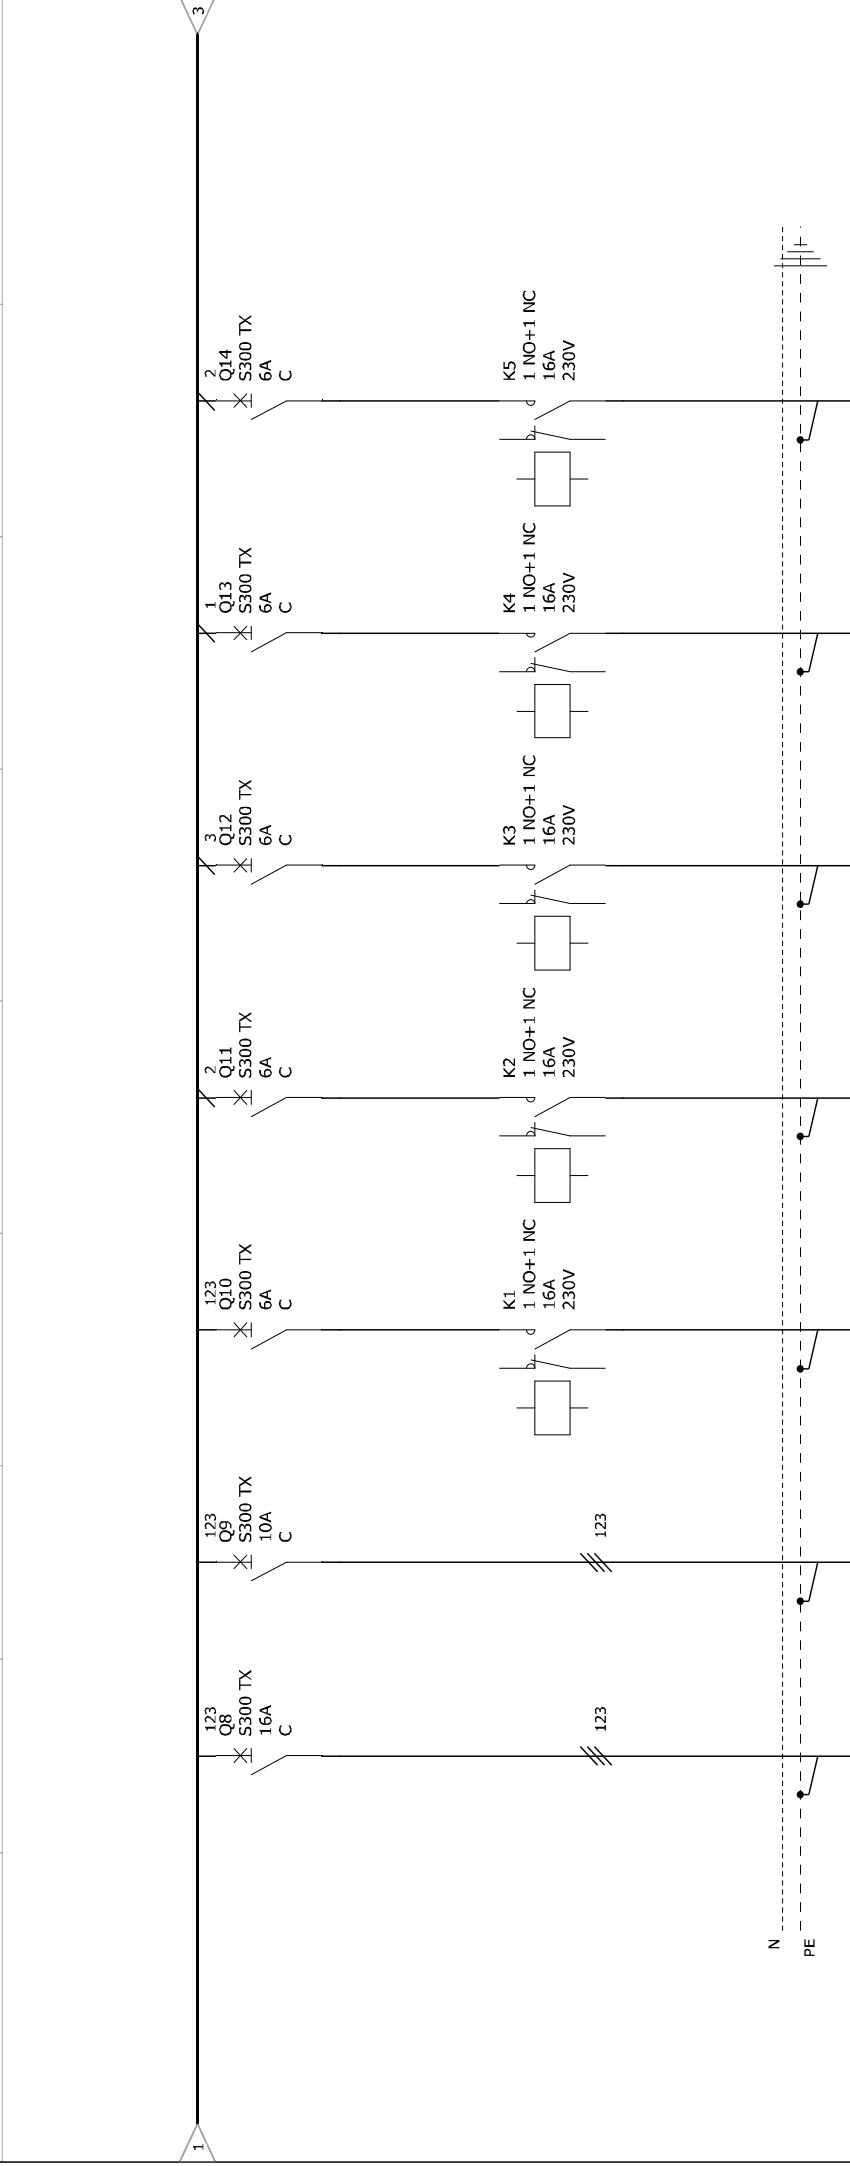 1
3
123
Q8
S300 TX
16A
C
123
123
Q9
S300 TX
10A
C
123
123
Q10
S300 TX
6A
C
K1
1 NO+1 NC
16A
230V
2
Q11
S300 TX
6A
C
K2
1 NO+1 NC
16A
230V
3
Q12
S300 TX
6A
C
K3
1 NO+1 NC
16A
230V
1
Q13
S300 TX
6A
C
K4
1 NO+1 NC
16A
230V
2
Q14
S300 TX
6A
C
K5
1 NO+1 NC
16A
230V
N
PE